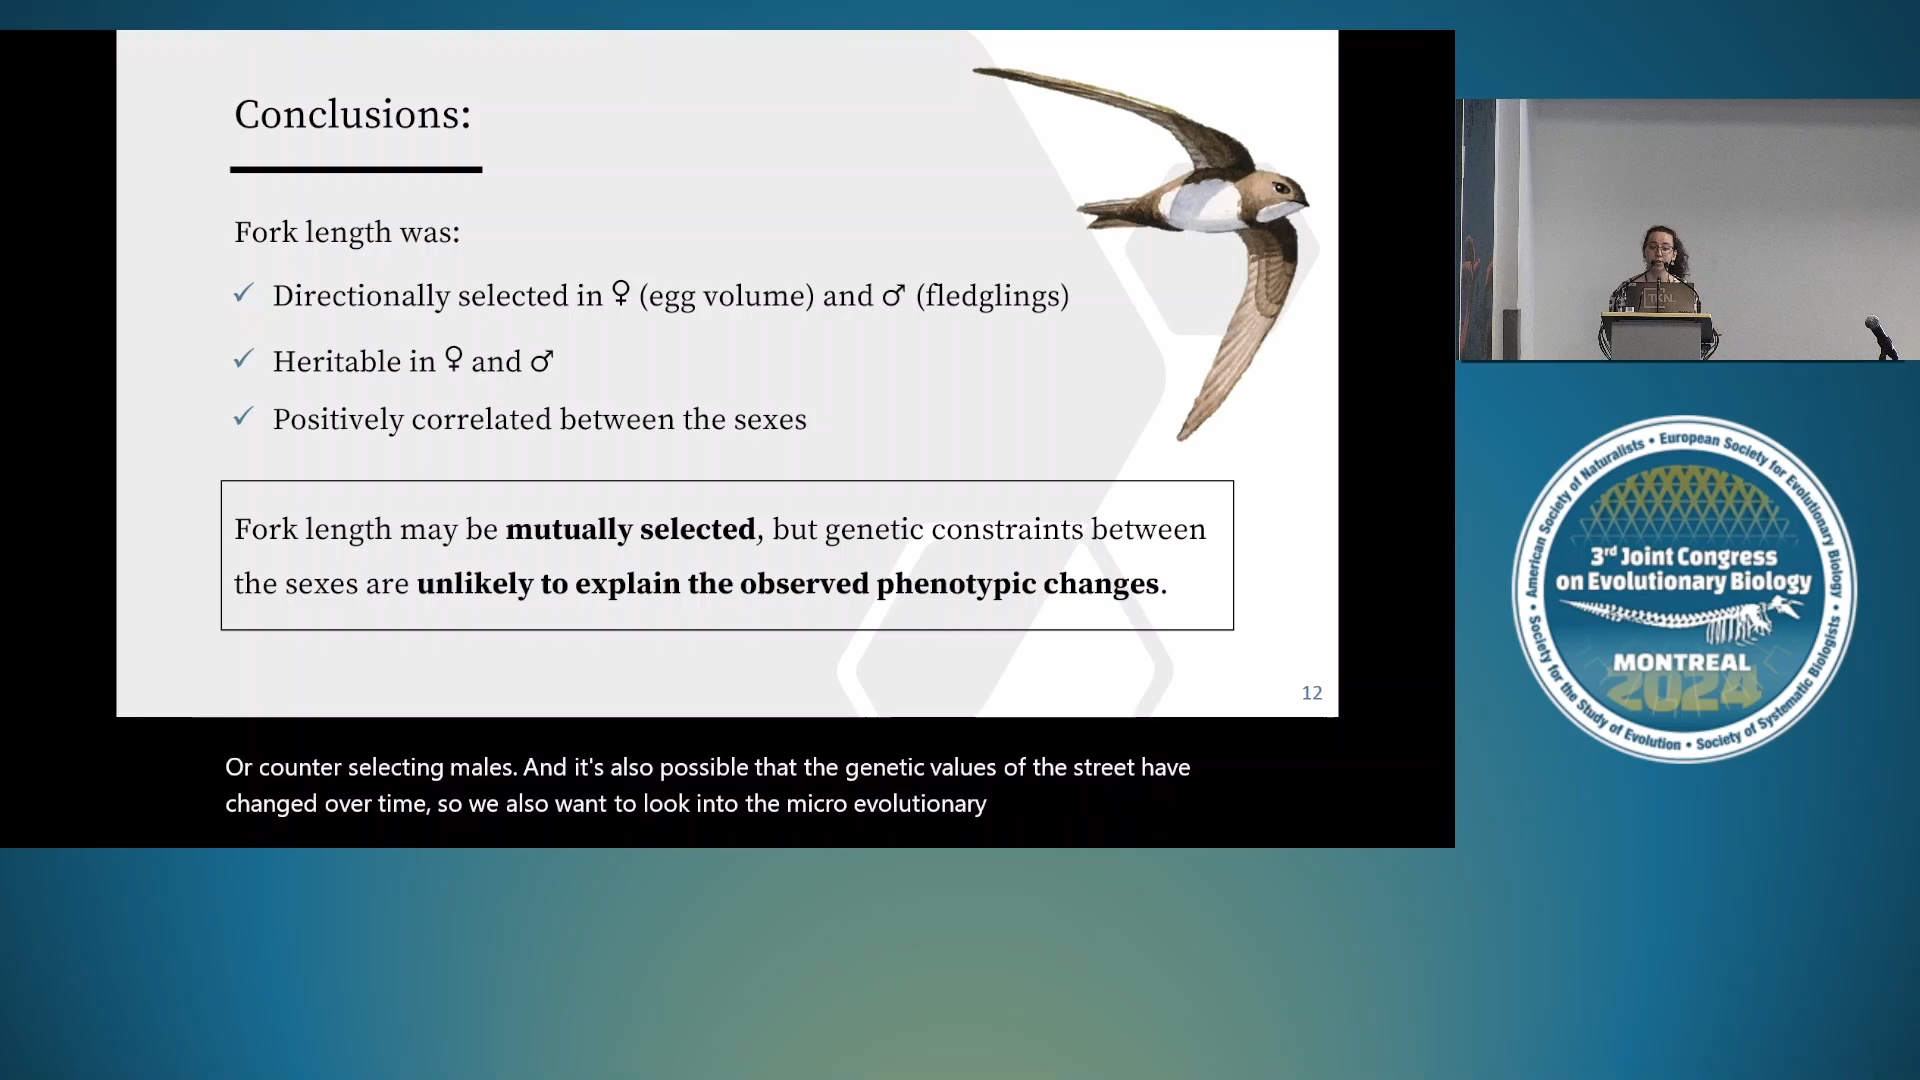 Conclusions:
Fork length was:
✓ Directionally selected in ♀ (egg volume) and ♂ (fledglings)
✓ Heritable in ♀ and ♂
✓ Positively correlated between the sexes
Fork length may be mutually selected, but genetic constraints between
the sexes are unlikely to explain the observed phenotypic changes.
12
Or counter selecting males. And it's also possible that the genetic values of the street have
changed over time, so we also want to look into the micro evolutionary
American Society of Naturalists • European Society for Evolutionary Biology •
3rd Joint Congress
on Evolutionary Biology
MONTREAL
2024
Society for the Study of Evolution • Society of Systematic Biologists •